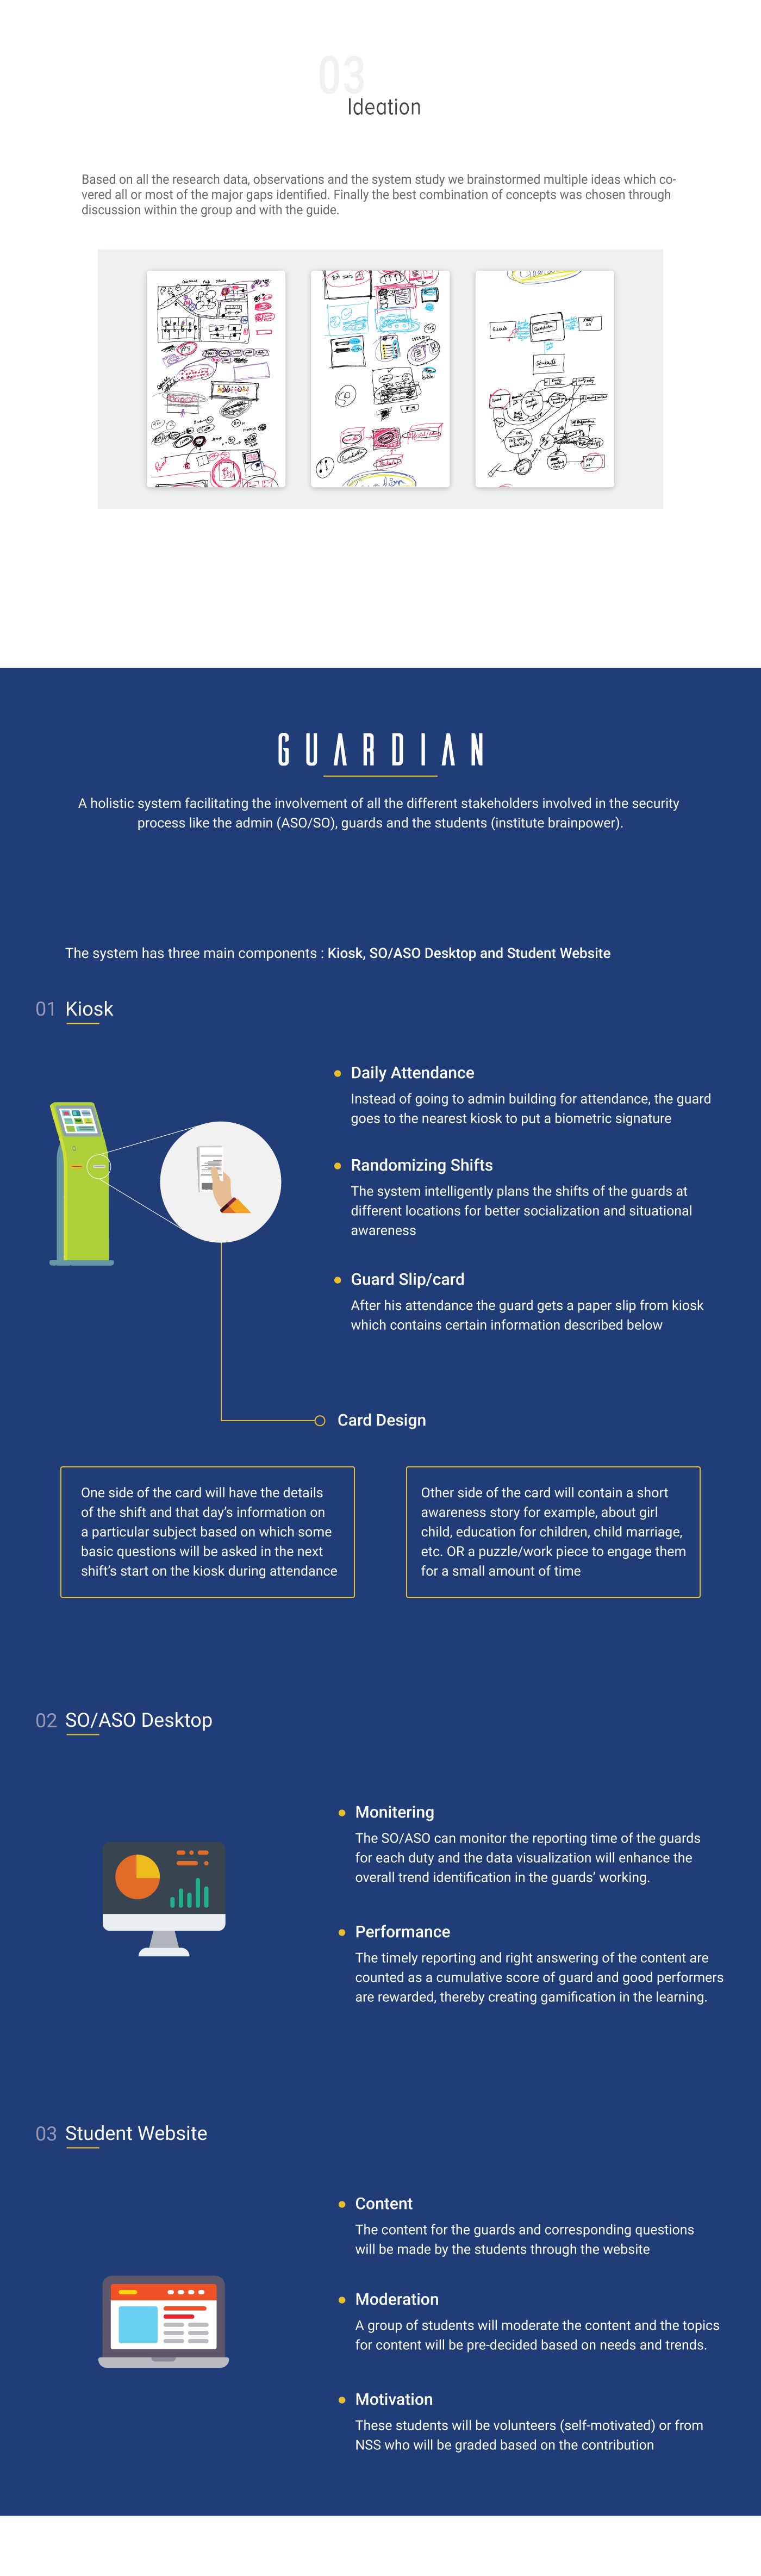 03
Ideation
Based on all the research data, observations and the system study we brainstormed multiple ideas which co-
vered all or most of the major gaps identified. Finally the best combination of concepts was chosen through
discussion within the group and with the guide.
Guardian
Students
GUARDIAN
A holistic system facilitating the involvement of all the different stakeholders involved in the security
process like the admin (ASO/SO), guards and the students (institute brainpower).
The system has three main components : Kiosk, SO/ASO Desktop and Student Website
01 Kiosk
Daily Attendance
Instead of going to admin building for attendance, the guard
goes to the nearest kiosk to put a biometric signature
Randomizing Shifts
The system intelligently plans the shifts of the guards at
different locations for better socialization and situational
awareness
Guard Slip/card
After his attendance the guard gets a paper slip from kiosk
which contains certain information described below
Card Design
One side of the card will have the details
of the shift and that day's information on
a particular subject based on which some
basic questions will be asked in the next
shift's start on the kiosk during attendance
Other side of the card will contain a short
awareness story for example, about girl
child, education for children, child marriage,
etc. OR a puzzle/work piece to engage them
for a small amount of time
02 SO/ASO Desktop
Monitering
The SO/ASO can monitor the reporting time of the guards
for each duty and the data visualization will enhance the
overall trend identification in the guards' working.
Performance
The timely reporting and right answering of the content are
counted as a cumulative score of guard and good performers
are rewarded, thereby creating gamification in the learning.
03 Student Website
Content
The content for the guards and corresponding questions
will be made by the students through the website
Moderation
A group of students will moderate the content and the topics
for content will be pre-decided based on needs and trends.
Motivation
These students will be volunteers (self-motivated) or from
NSS who will be graded based on the contribution